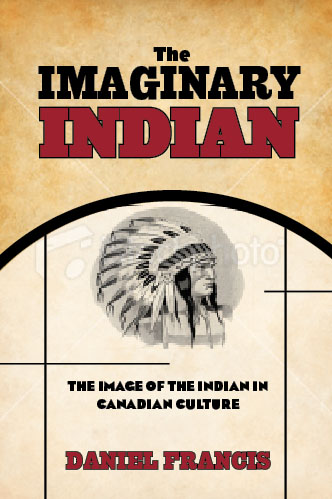 The
IMAGINARY
INDIAN
THE IMAGE OF THE INDIAN IN
CANADIAN CULTURE
DANIEL FRANCIS